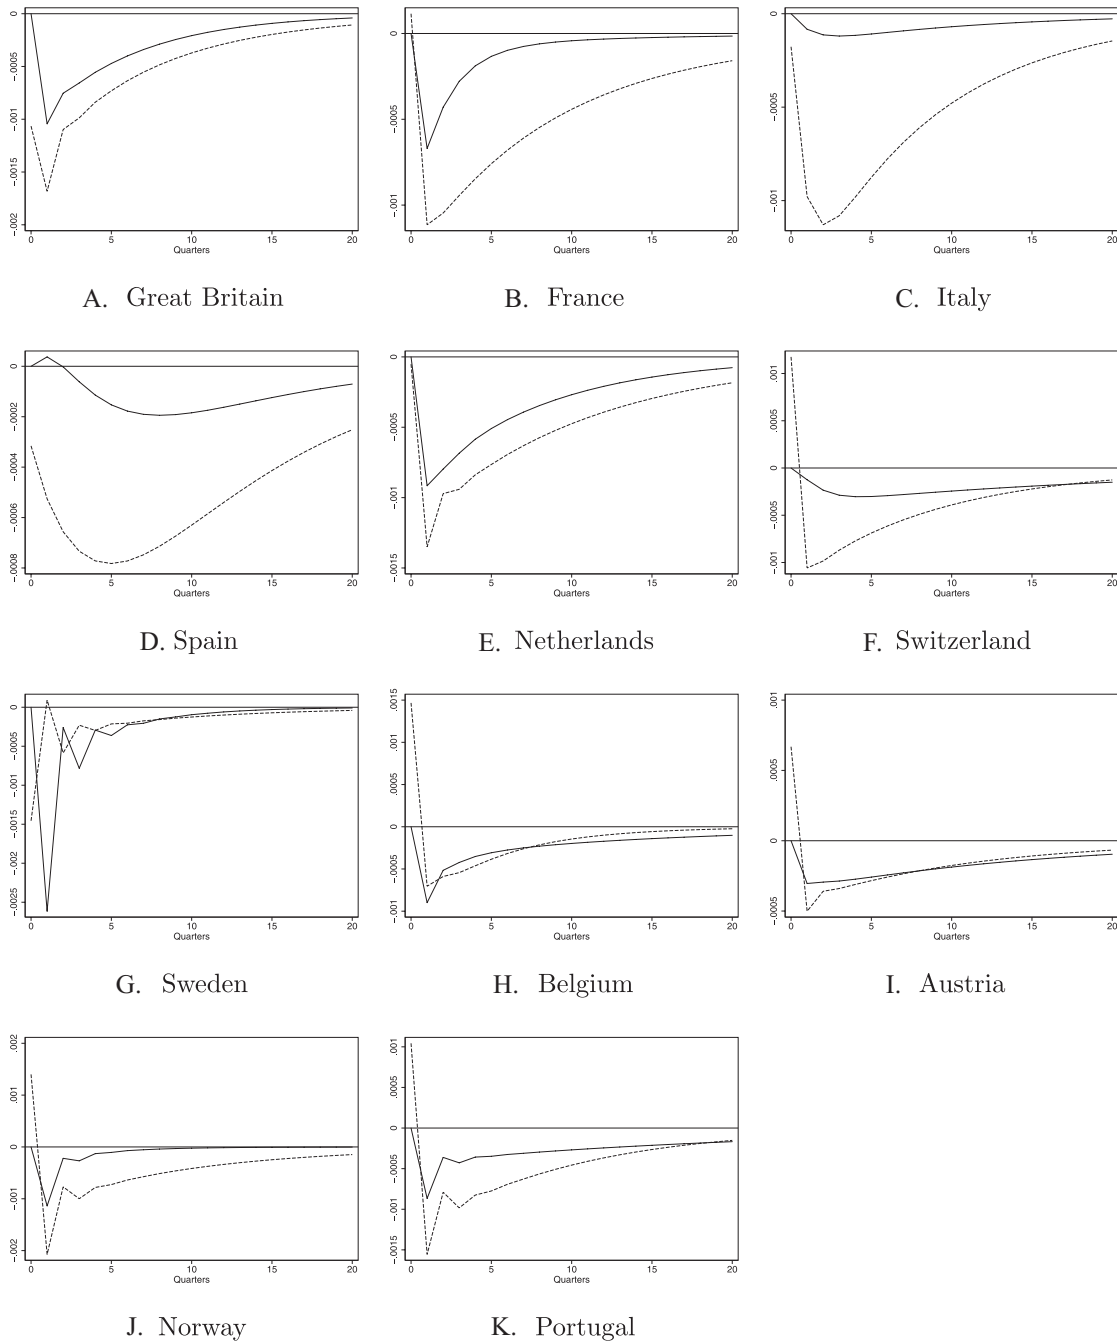 0
-.0005
-.001
-.0015
-.002
0 5 10 15 20
Quarters
A. Great Britain
0
-.0005
-.001
0 5 10 15 20
Quarters
B. France
0
-.0005
-.001
0 5 10 15 20
Quarters
C. Italy
0
-.0002
-.0004
-.0006
-.0008
0 5 10 15 20
Quarters
D. Spain
0
-.0005
-.001
-.0015
0 5 10 15 20
Quarters
E. Netherlands
.001
.0005
0
-.0005
-.001
0 5 10 15 20
Quarters
F. Switzerland
0
-.0005
-.001
-.0015
-.002
-.0025
0 5 10 15 20
Quarters
G. Sweden
.0015
.001
.0005
0
-.0005
-.001
0 5 10 15 20
Quarters
H. Belgium
.001
.0005
0
-.0005
0 5 10 15 20
Quarters
I. Austria
.002
.001
0
-.001
-.002
0 5 10 15 20
Quarters
J. Norway
.001
.0005
0
-.0005
-.001
-.0015
0 5 10 15 20
Quarters
K. Portugal